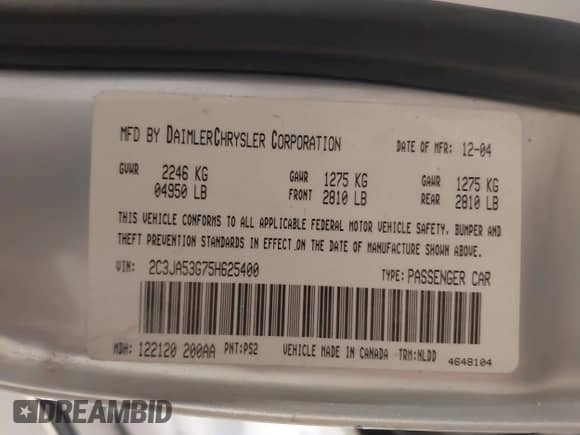 MFD BY DAIMLERCHRYSLER CORPORATION DATE OF MFR: 12-04
GVWR 2246 KG GAWR 1275 KG GAWR 1275 KG
04950 LB FRONT 2810 LB REAR 2810 LB
THIS VEHICLE CONFORMS TO ALL APPLICABLE FEDERAL MOTOR VEHICLE SAFETY, BUMPER AND
THEFT PREVENTION STANDARDS IN EFFECT ON THE DATE OF MANUFACTURE SHOWN ABOVE.
VIN: 2C3JA53G75H625400 TYPE: PASSENGER CAR
MDH: 122120 200AA PNT:PS2 VEHICLE MADE IN CANADA TRM:NLDD 4648104
DREAMBID